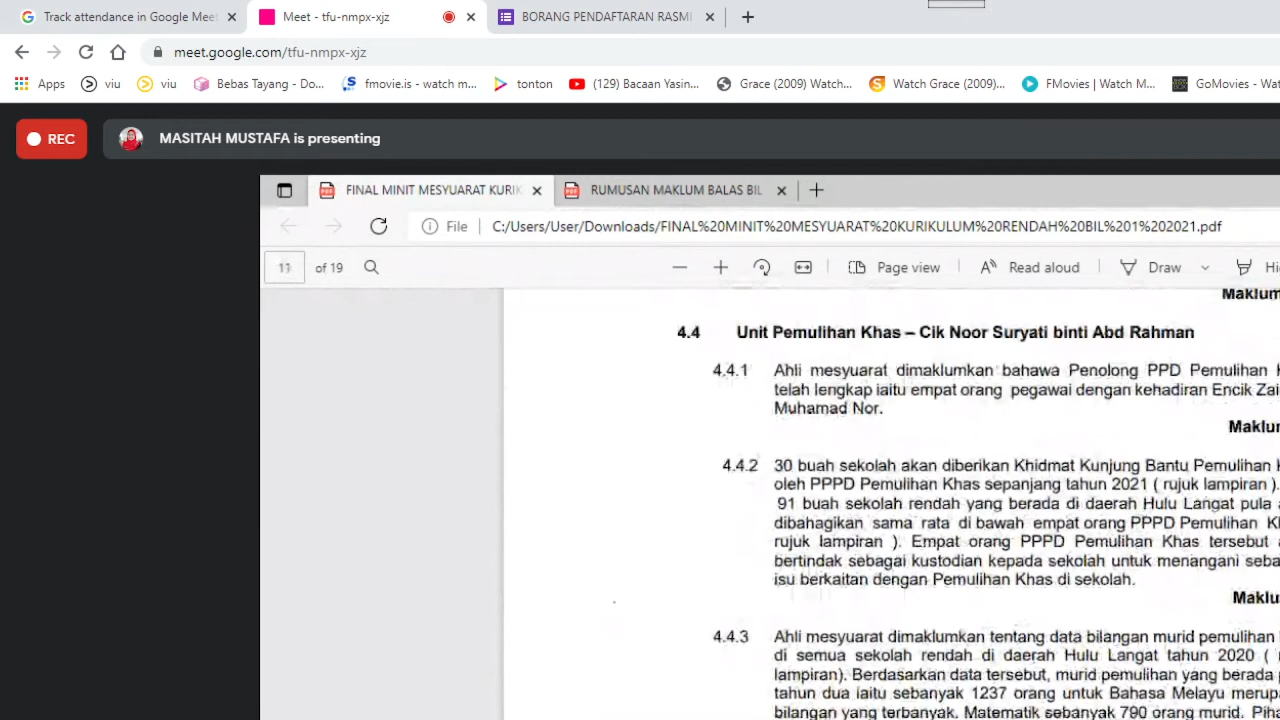 Track attendance in Google Meet
Meet - tfu-nmpx-xjz
BORANG PENDAFTARAN RASMI
meet.google.com/tfu-nmpx-xjz
Apps
viu
viu
Bebas Tayang - Do...
fmovie.is - watch m...
tonton
(129) Bacaan Yasin...
Grace (2009) Watch...
Watch Grace (2009)...
FMovies | Watch M...
GoMovies - Wat
REC
MASITAH MUSTAFA is presenting
FINAL MINIT MESYUARAT KURIK
RUMUSAN MAKLUM BALAS BIL
File
C:/Users/User/Downloads/FINAL%20MINIT%20MESYUARAT%20KURIKULUM%20RENDAH%20BIL%201%202021.pdf
11 of 19
Page view
Read aloud
Draw
Hi
Maklum
4.4 Unit Pemulihan Khas – Cik Noor Suryati binti Abd Rahman
4.4.1 Ahli mesyuarat dimaklumkan bahawa Penolong PPD Pemulihan K
telah lengkap iaitu empat orang pegawai dengan kehadiran Encik Zai
Muhamad Nor.
Maklum
4.4.2 30 buah sekolah akan diberikan Khidmat Kunjung Bantu Pemulihan K
oleh PPPD Pemulihan Khas sepanjang tahun 2021 ( rujuk lampiran ).
91 buah sekolah rendah yang berada di daerah Hulu Langat pula a
dibahagikan sama rata di bawah empat orang PPPD Pemulihan Kl
rujuk lampiran ). Empat orang PPPD Pemulihan Khas tersebut a
bertindak sebagai kustodian kepada sekolah untuk menangani seba
isu berkaitan dengan Pemulihan Khas di sekolah.
Maklu
4.4.3 Ahli mesyuarat dimaklumkan tentang data bilangan murid pemulihan
di semua sekolah rendah di daerah Hulu Langat tahun 2020 (
lampiran). Berdasarkan data tersebut, murid pemulihan yang berada p
tahun dua iaitu sebanyak 1237 orang untuk Bahasa Melayu merup
bilangan yang terbanyak. Matematik sebanyak 790 orang murid. Piha